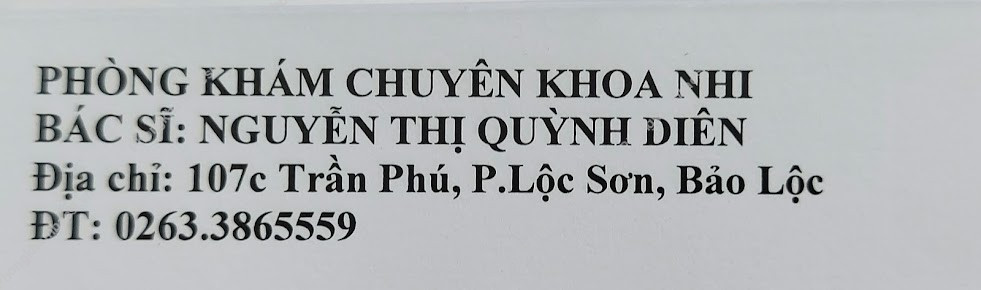 PHÒNG KHÁM CHUYÊN KHOA NHI
BÁC SĨ: NGUYỄN THỊ QUỲNH DIÊN
Địa chỉ: 107c Trần Phú, P.Lộc Sơn, Bảo Lộc
ĐT: 0263.3865559